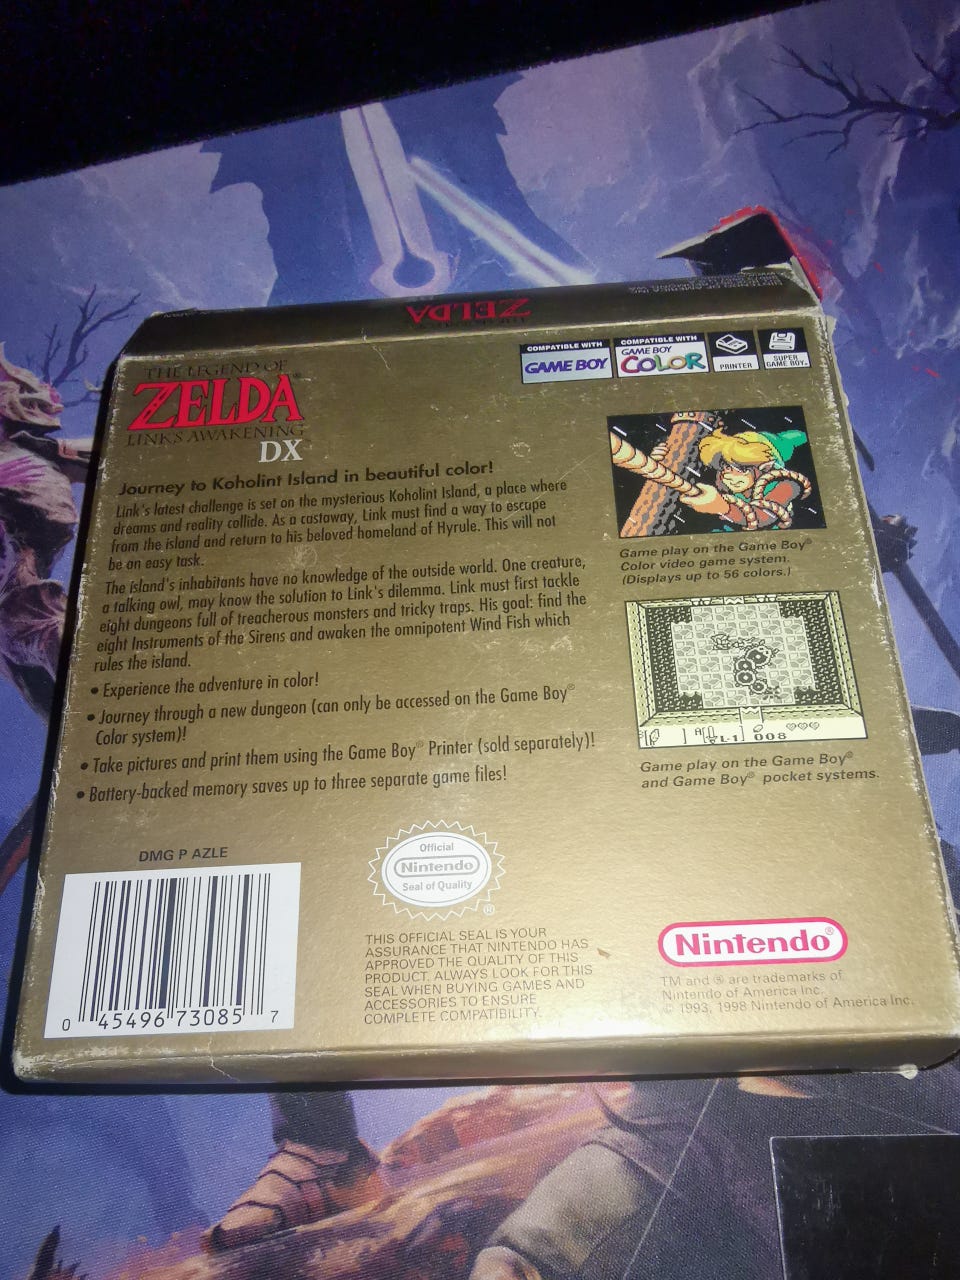 ZELDA
THE LEGEND OF
ZELDA
LINK'S AWAKENING
DX
COMPATIBLE WITH
GAME BOY
COMPATIBLE WITH
GAME BOY
COLOR
PRINTER
SUPER
GAME BOY®
Journey to Koholint Island in beautiful color!
Link's latest challenge is set on the mysterious Koholint Island, a place where
dreams and reality collide. As a castaway, Link must find a way to escape
from the island and return to his beloved homeland of Hyrule. This will not
be an easy task.
The island's inhabitants have no knowledge of the outside world. One creature,
a talking owl, may know the solution to Link's dilemma. Link must first tackle
eight dungeons full of treacherous monsters and tricky traps. His goal: find the
eight Instruments of the Sirens and awaken the omnipotent Wind Fish which
rules the island.
• Experience the adventure in color!
• Journey through a new dungeon (can only be accessed on the Game Boy®
Color system)!
• Take pictures and print them using the Game Boy® Printer (sold separately)!
• Battery-backed memory saves up to three separate game files!
Game play on the Game Boy®
Color video game system.
(Displays up to 56 colors.)
L-1 008
Game play on the Game Boy®
and Game Boy® pocket systems.
DMG P AZLE
0 45496 73085 7
Official
Nintendo
Seal of Quality
®
THIS OFFICIAL SEAL IS YOUR
ASSURANCE THAT NINTENDO HAS
APPROVED THE QUALITY OF THIS
PRODUCT. ALWAYS LOOK FOR THIS
SEAL WHEN BUYING GAMES AND
ACCESSORIES TO ENSURE
COMPLETE COMPATIBILITY.
Nintendo®
TM and ® are trademarks of
Nintendo of America Inc.
© 1993, 1998 Nintendo of America Inc.